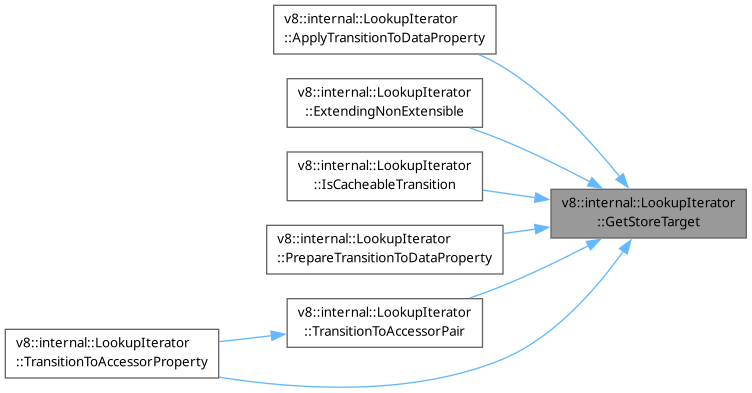 v8::internal::LookupIterator
::ApplyTransitionToDataProperty
v8::internal::LookupIterator
::ExtendingNonExtensible
v8::internal::LookupIterator
::IsCacheableTransition
v8::internal::LookupIterator
::GetStoreTarget
v8::internal::LookupIterator
::PrepareTransitionToDataProperty
v8::internal::LookupIterator
::TransitionToAccessorPair
v8::internal::LookupIterator
::TransitionToAccessorProperty